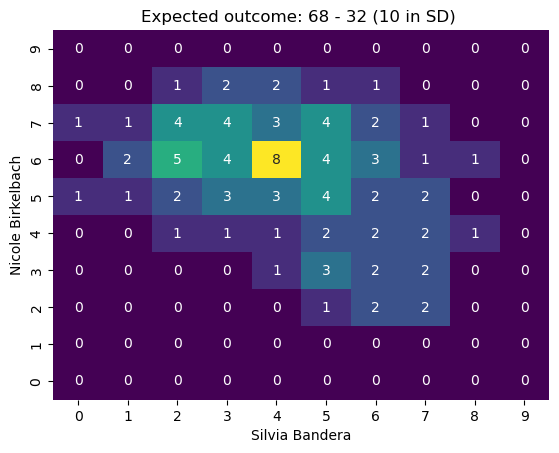 Expected outcome: 68 - 32 (10 in SD)
Nicole Birkelbach
9 0 0 0 0 0 0 0 0 0 0
8 0 0 1 2 2 1 1 0 0 0
7 1 1 4 4 3 4 2 1 0 0
6 0 2 5 4 8 4 3 1 1 0
5 1 1 2 3 3 4 2 2 0 0
4 0 0 1 1 1 2 2 2 1 0
3 0 0 0 0 1 3 2 2 0 0
2 0 0 0 0 0 1 2 2 0 0
1 0 0 0 0 0 0 0 0 0 0
0 0 0 0 0 0 0 0 0 0 0
0 1 2 3 4 5 6 7 8 9
Silvia Bandera